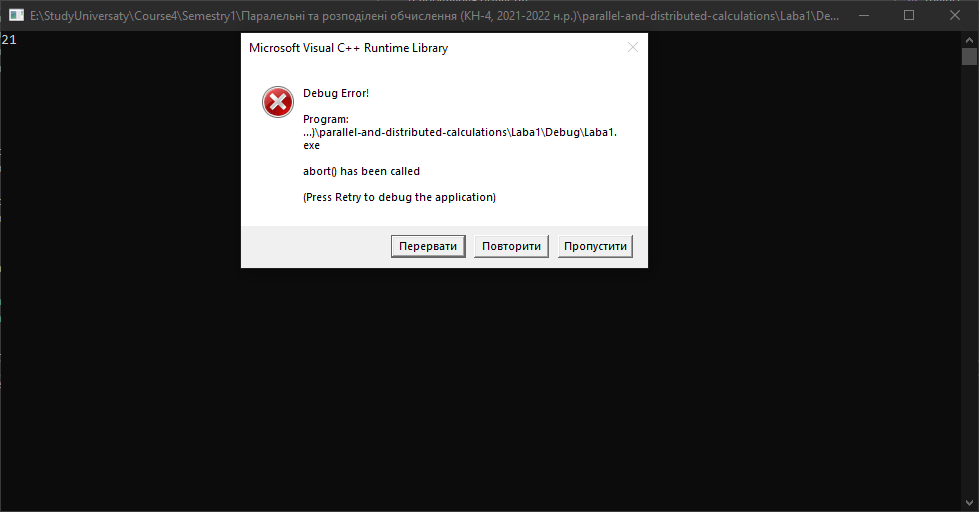 E:\StudyUniversaty\Course4\Semestry1\Паралельні та розподілені обчислення (КН-4, 2021-2022 н.р.)\parallel-and-distributed-calculations\Laba1\De...
21
Microsoft Visual C++ Runtime Library
Debug Error!
Program:
...)\parallel-and-distributed-calculations\Laba1\Debug\Laba1.
exe
abort() has been called
(Press Retry to debug the application)
Перервати Повторити Пропустити